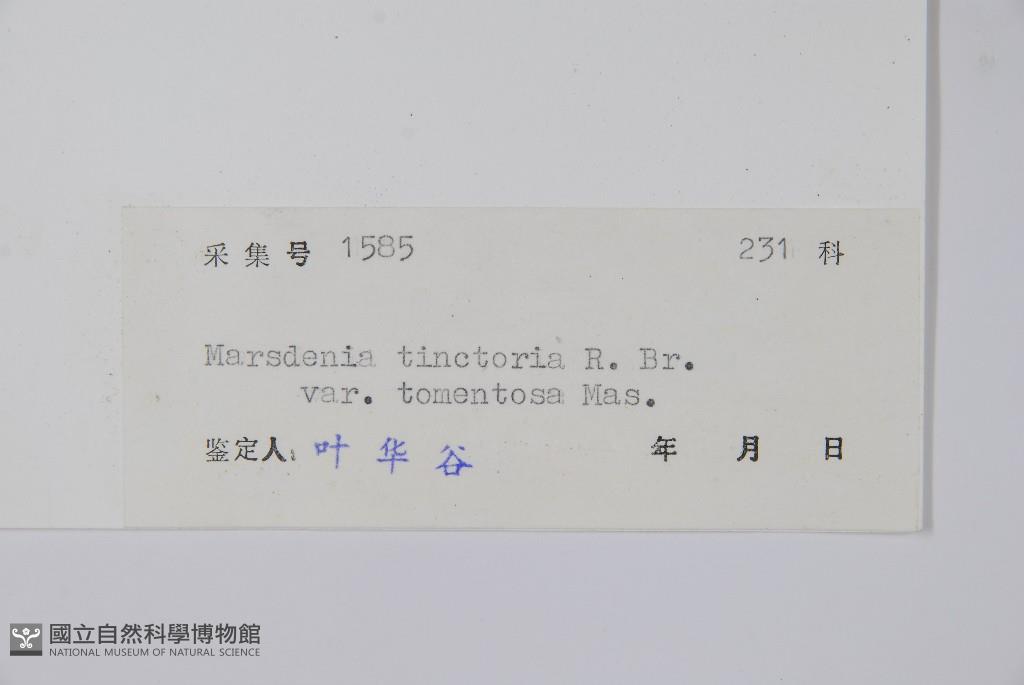 采集号 1585 231 科
Marsdenia tinctoria R. Br.
var. tomentosa Mas.
鉴定人: 叶华谷 年 月 日
國立自然科學博物館
NATIONAL MUSEUM OF NATURAL SCIENCE